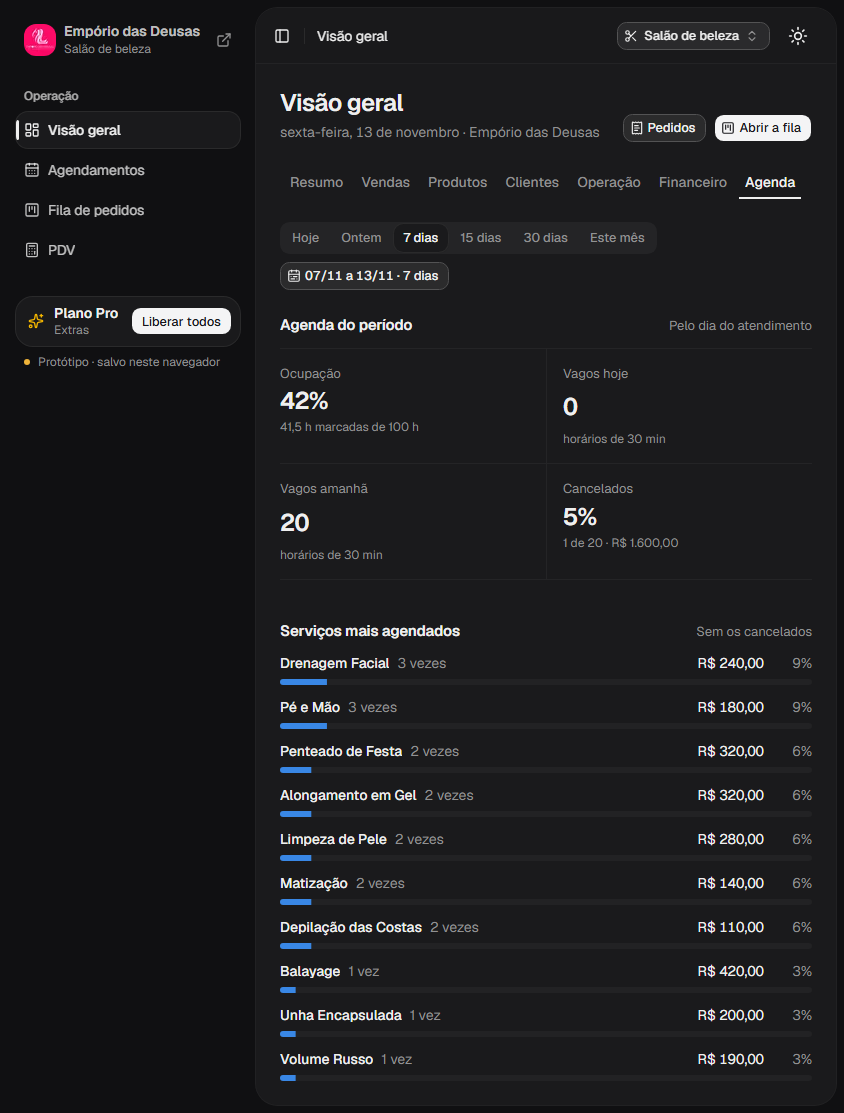 Empório das Deusas
Salão de beleza
Operação
Visão geral
Agendamentos
Fila de pedidos
PDV
Plano Pro
Extras
Liberar todos
Protótipo · salvo neste navegador
Visão geral
Salão de beleza
Visão geral
sexta-feira, 13 de novembro · Empório das Deusas
Pedidos
Abrir a fila
Resumo Vendas Produtos Clientes Operação Financeiro Agenda
Hoje Ontem 7 dias 15 dias 30 dias Este mês
07/11 a 13/11 · 7 dias
Agenda do período Pelo dia do atendimento
Ocupação
42%
41,5 h marcadas de 100 h
Vagos hoje
0
horários de 30 min
Vagos amanhã
20
horários de 30 min
Cancelados
5%
1 de 20 · R$ 1.600,00
Serviços mais agendados Sem os cancelados
Drenagem Facial 3 vezes R$ 240,00 9%
Pé e Mão 3 vezes R$ 180,00 9%
Penteado de Festa 2 vezes R$ 320,00 6%
Alongamento em Gel 2 vezes R$ 320,00 6%
Limpeza de Pele 2 vezes R$ 280,00 6%
Matização 2 vezes R$ 140,00 6%
Depilação das Costas 2 vezes R$ 110,00 6%
Balayage 1 vez R$ 420,00 3%
Unha Encapsulada 1 vez R$ 200,00 3%
Volume Russo 1 vez R$ 190,00 3%